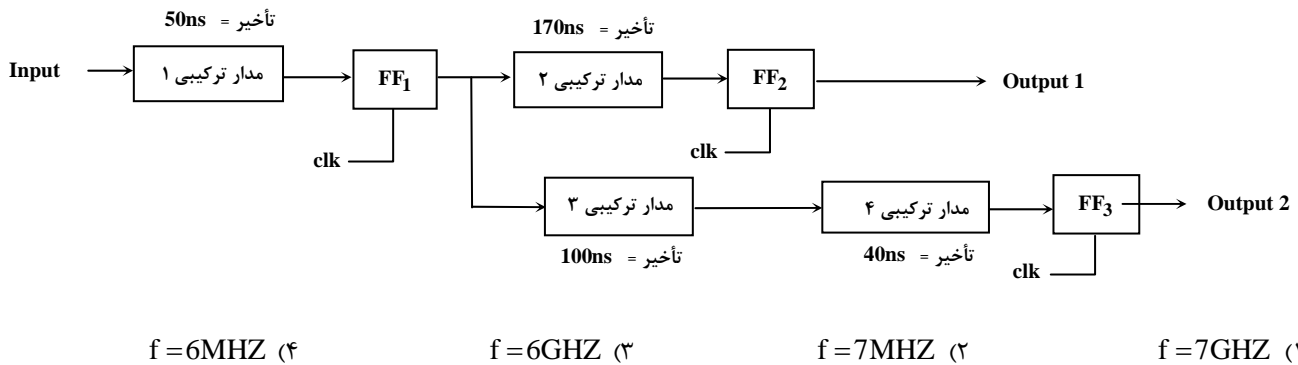 تأخیر = 50ns
تأخیر = 170ns
Input
مدار ترکیبی ۱
FF1
مدار ترکیبی ۲
FF2
Output 1
clk
clk
مدار ترکیبی ۳
مدار ترکیبی ۴
FF3
Output 2
تأخیر = 100ns
تأخیر = 40ns
clk
f = 7GHZ
۲) f = 7MHZ
۳) f = 6GHZ
۴) f = 6MHZ